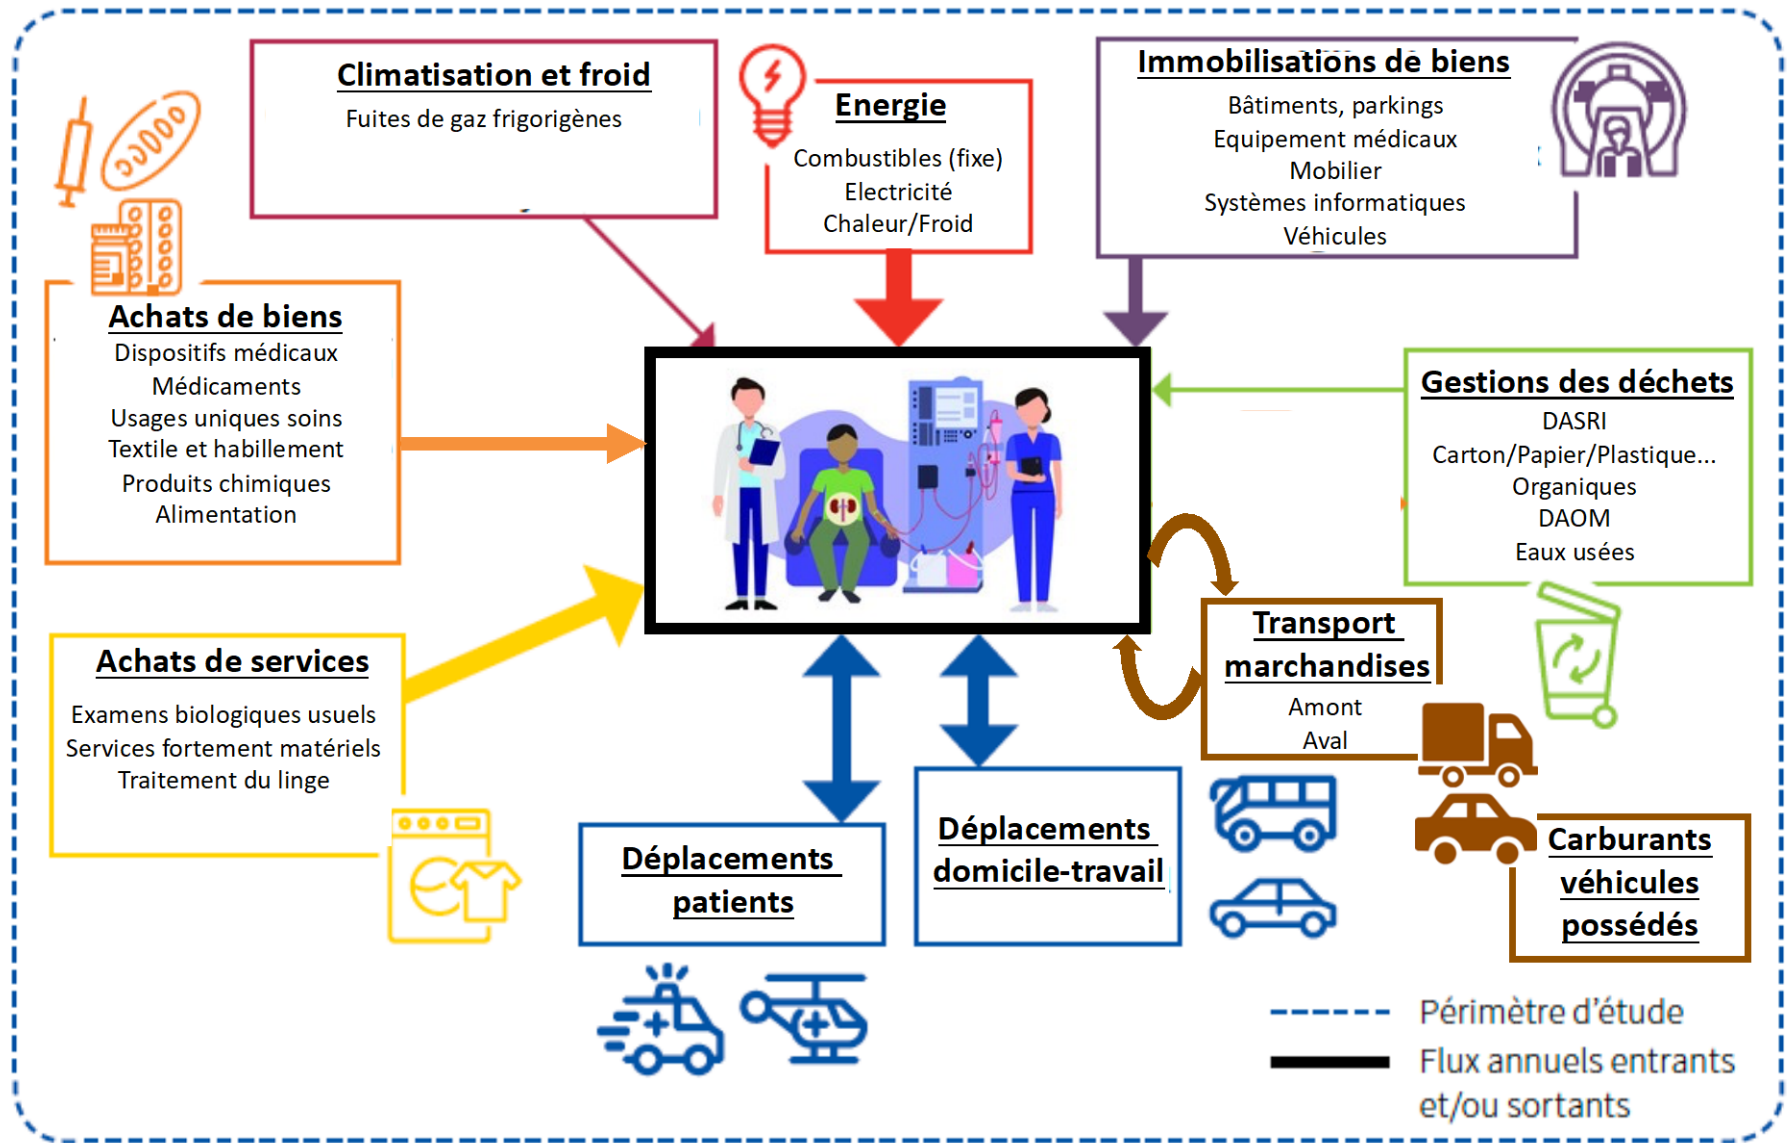 Climatisation et froid
Fuites de gaz frigorigènes
Energie
Combustibles (fixe)
Electricité
Chaleur/Froid
Immobilisations de biens
Bâtiments, parkings
Equipement médicaux
Mobilier
Systèmes informatiques
Véhicules
Achats de biens
Dispositifs médicaux
Médicaments
Usages uniques soins
Textile et habillement
Produits chimiques
Alimentation
Gestions des déchets
DASRI
Carton/Papier/Plastique...
Organiques
DAOM
Eaux usées
Achats de services
Examens biologiques usuels
Services fortement matériels
Traitement du linge
Transport
marchandises
Amont
Aval
Déplacements
patients
Déplacements
domicile-travail
Carburants
véhicules
possédés
Périmètre d'étude
Flux annuels entrants
et/ou sortants